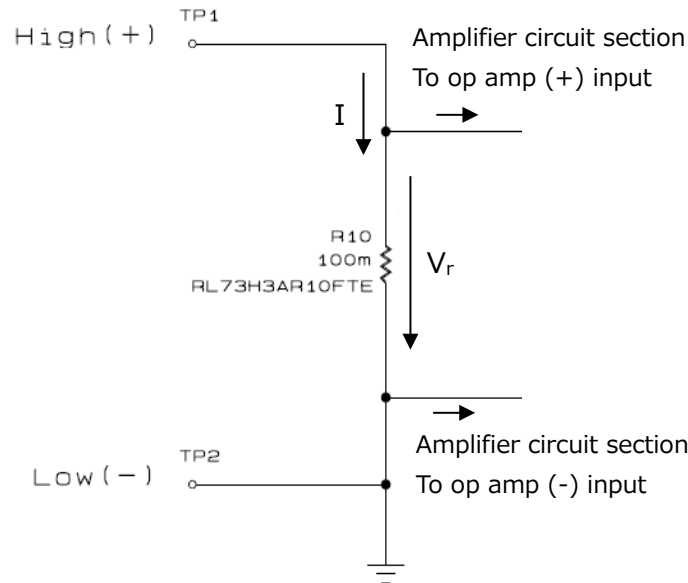 TP1
High(+)
Amplifier circuit section
To op amp (+) input
I
R10
100m
RL73H3AR10FTE
Vr
Amplifier circuit section
To op amp (-) input
TP2
Low(-)